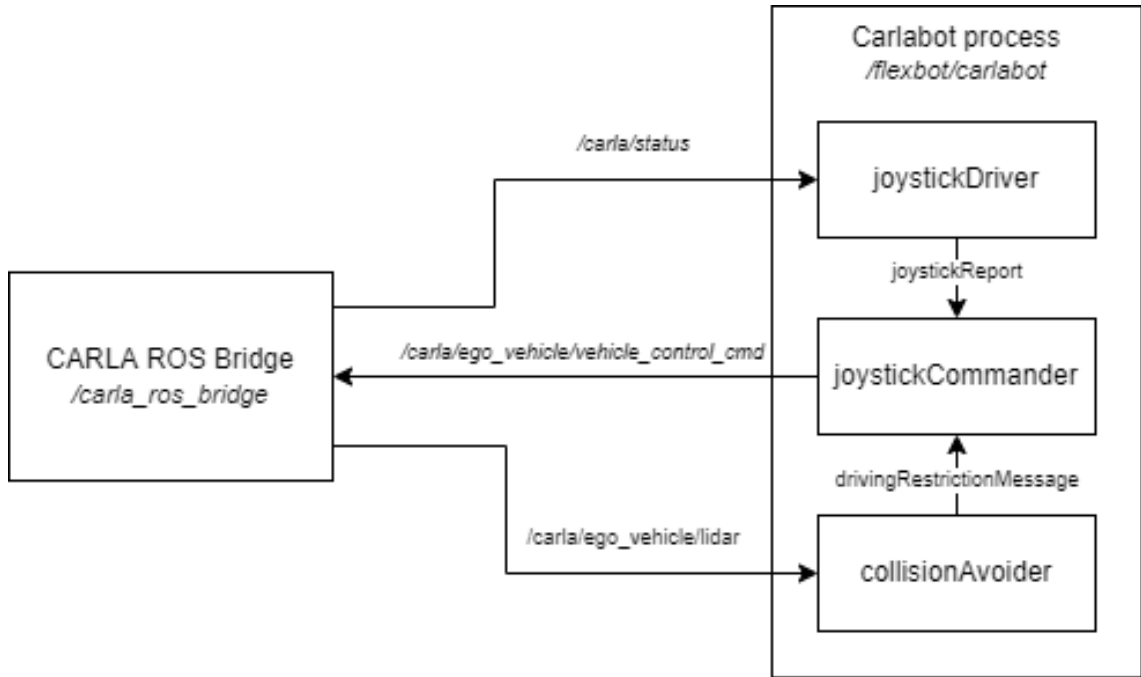 Carlabot process
/flexbot/carlabot
/carla/status
joystickDriver
joystickReport
CARLA ROS Bridge
/carla_ros_bridge
/carla/ego_vehicle/vehicle_control_cmd
joystickCommander
drivingRestrictionMessage
/carla/ego_vehicle/lidar
collisionAvoider